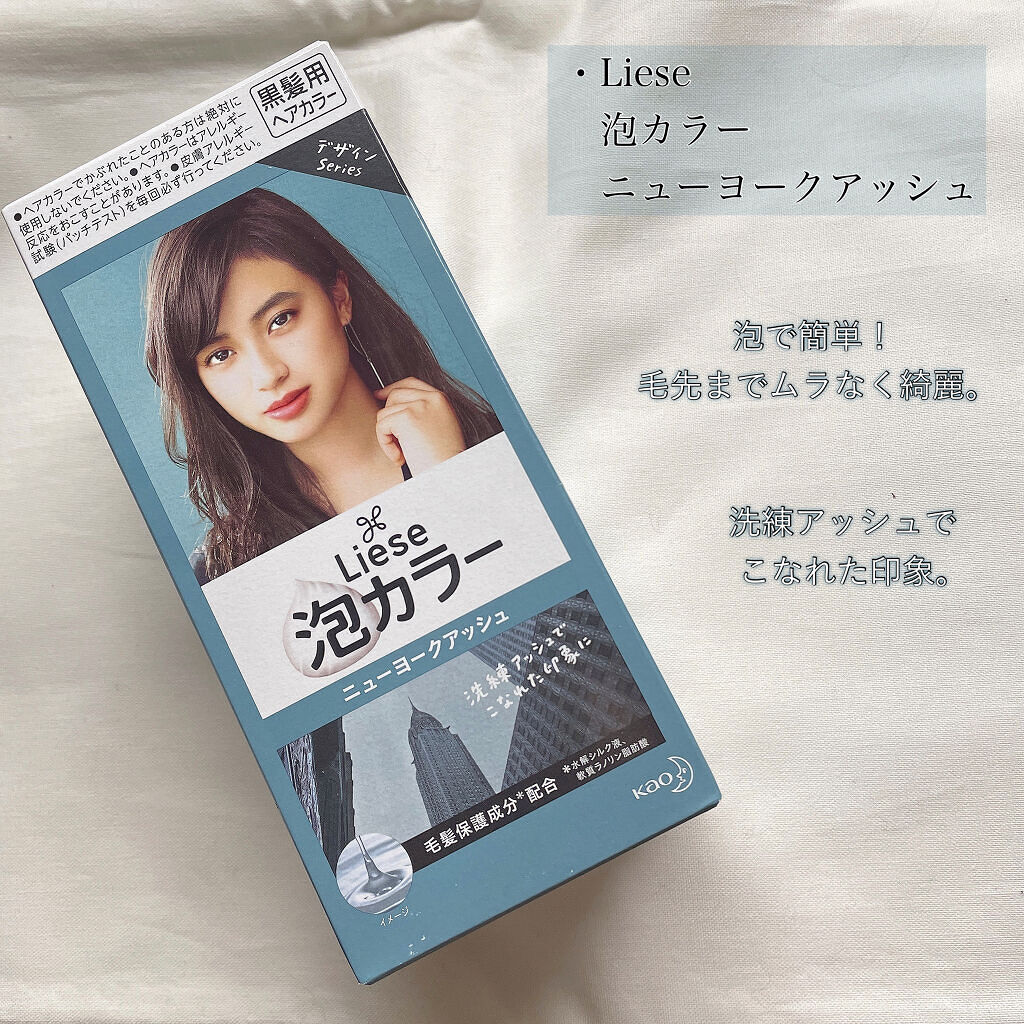 ・Liese
泡カラー
ニューヨークアッシュ
泡で簡単！
毛先までムラなく綺麗。
洗練アッシュで
こなれた印象。
●ヘアカラーでかぶれたことのある方は絶対に
使用しないでください。●ヘアカラーはアレルギー
反応をおこすことがあります。●皮膚アレルギー
試験(パッチテスト)を毎回必ず行ってください。
黒髪用
ヘアカラー
デザイン
Series
Liese
泡カラー
ニューヨークアッシュ
洗練アッシュで
こなれた印象に
毛髪保護成分*配合
*水解シルク液、
軟質ラノリン脂肪酸
イメージ
Kao